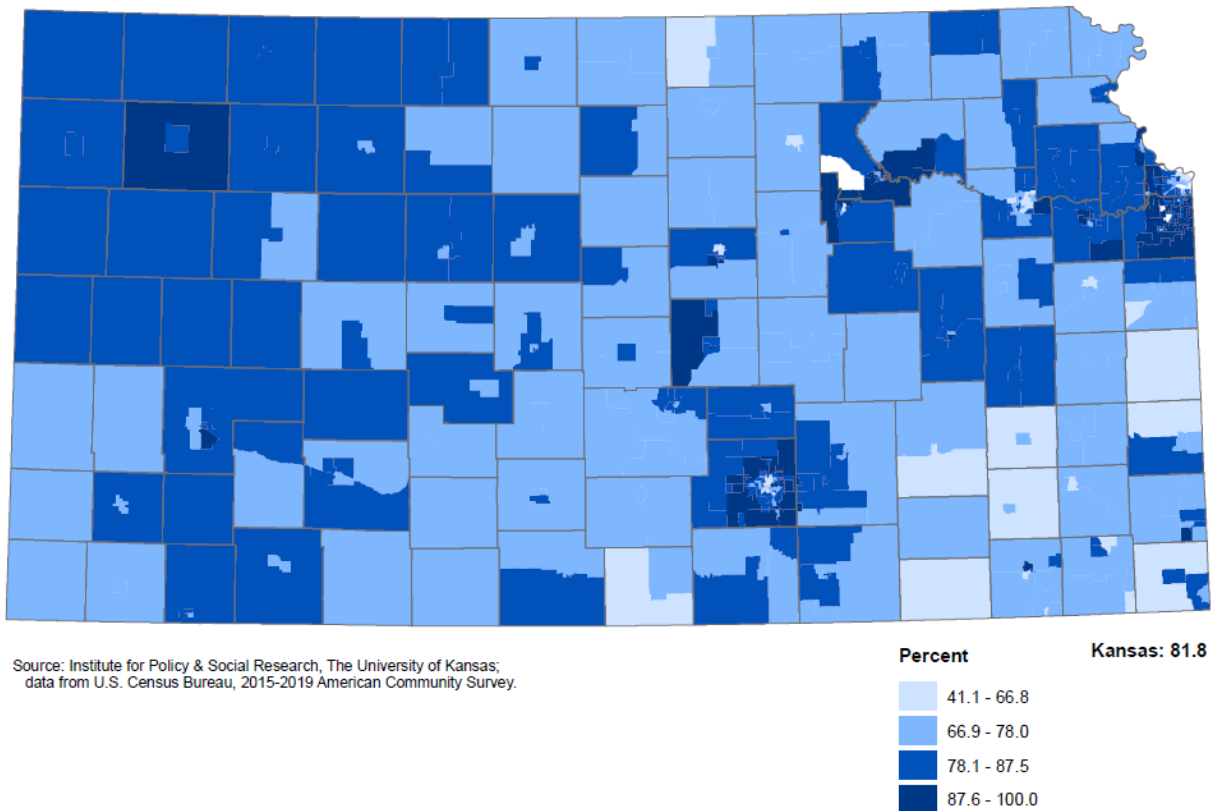 Source: Institute for Policy & Social Research, The University of Kansas;
data from U.S. Census Bureau, 2015-2019 American Community Survey.
Percent
Kansas: 81.8
41.1 - 66.8
66.9 - 78.0
78.1 - 87.5
87.6 - 100.0